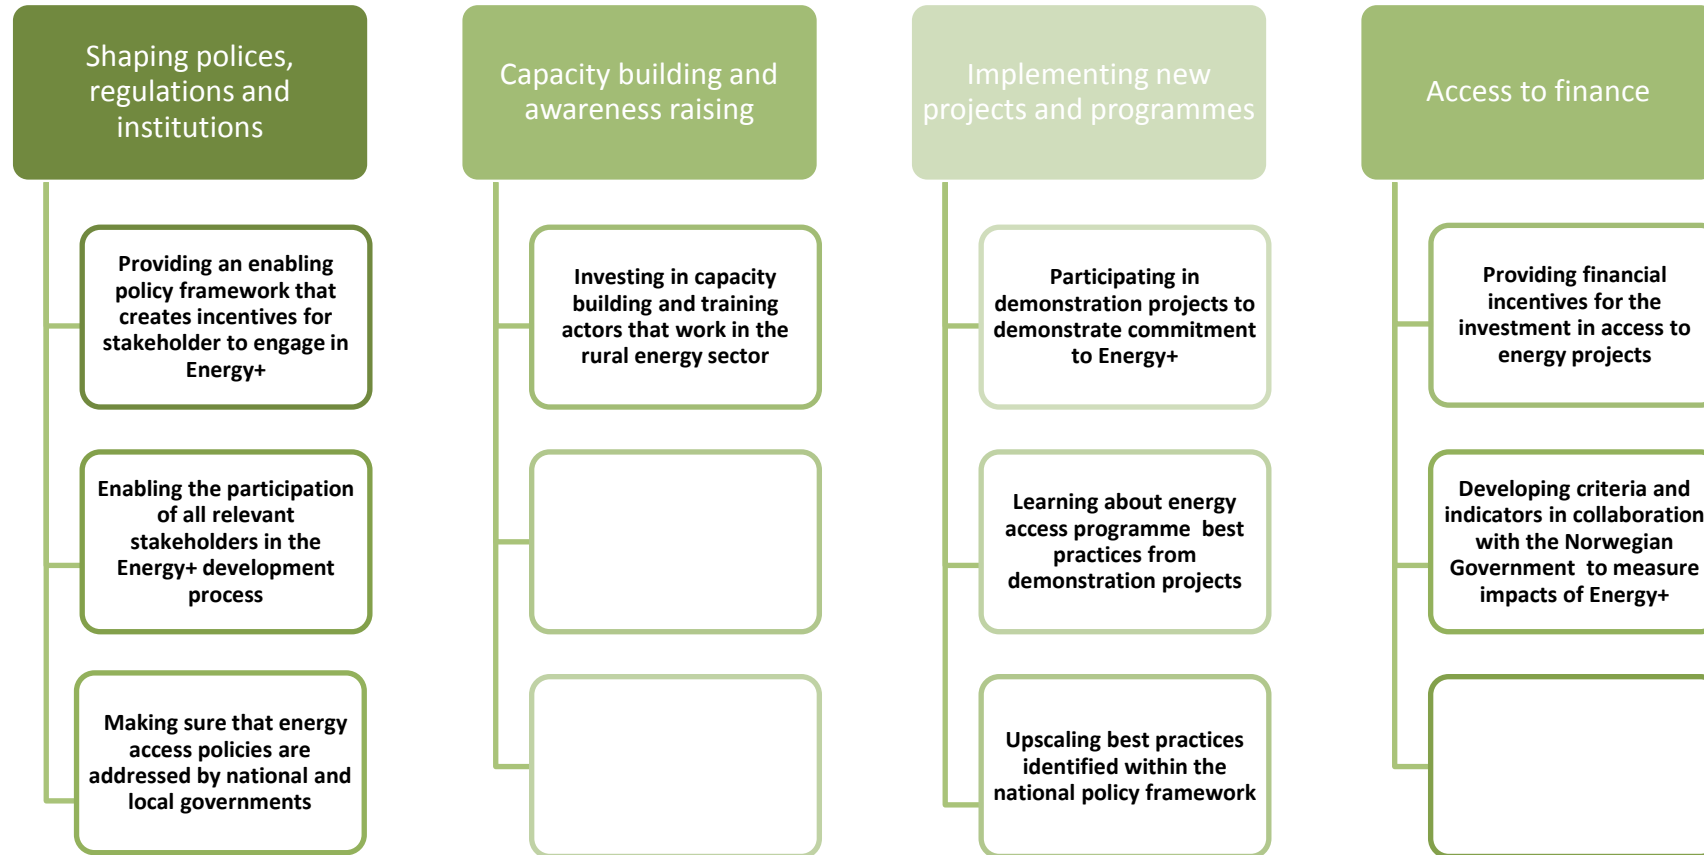 Shaping polices,
regulations and
institutions
Providing an enabling
policy framework that
creates incentives for
stakeholder to engage in
Energy+
Enabling the participation
of all relevant
stakeholders in the
Energy+ development
process
Making sure that energy
access policies are
addressed by national and
local governments
Capacity building and
awareness raising
Investing in capacity
building and training
actors that work in the
rural energy sector
Implementing new
projects and programmes
Participating in
demonstration projects to
demonstrate commitment
to Energy+
Learning about energy
access programme best
practices from
demonstration projects
Upscaling best practices
identified within the
national policy framework
Access to finance
Providing financial
incentives for the
investment in access to
energy projects
Developing criteria and
indicators in collaboration
with the Norwegian
Government to measure
impacts of Energy+